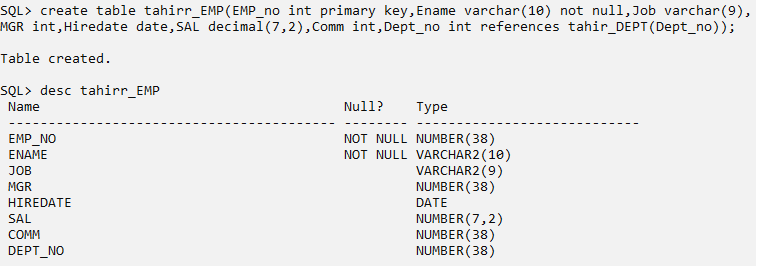 SQL> create table tahirr_EMP(EMP_no int primary key,Ename varchar(10) not null,Job varchar(9),
MGR int,Hiredate date,SAL decimal(7,2),Comm int,Dept_no int references tahir_DEPT(Dept_no));
Table created.
SQL> desc tahirr_EMP
Name                                      Null?    Type
----------------------------------------- -------- ----------------------------
EMP_NO                                    NOT NULL NUMBER(38)
ENAME                                     NOT NULL VARCHAR2(10)
JOB                                                VARCHAR2(9)
MGR                                                NUMBER(38)
HIREDATE                                           DATE
SAL                                                NUMBER(7,2)
COMM                                               NUMBER(38)
DEPT_NO                                            NUMBER(38)